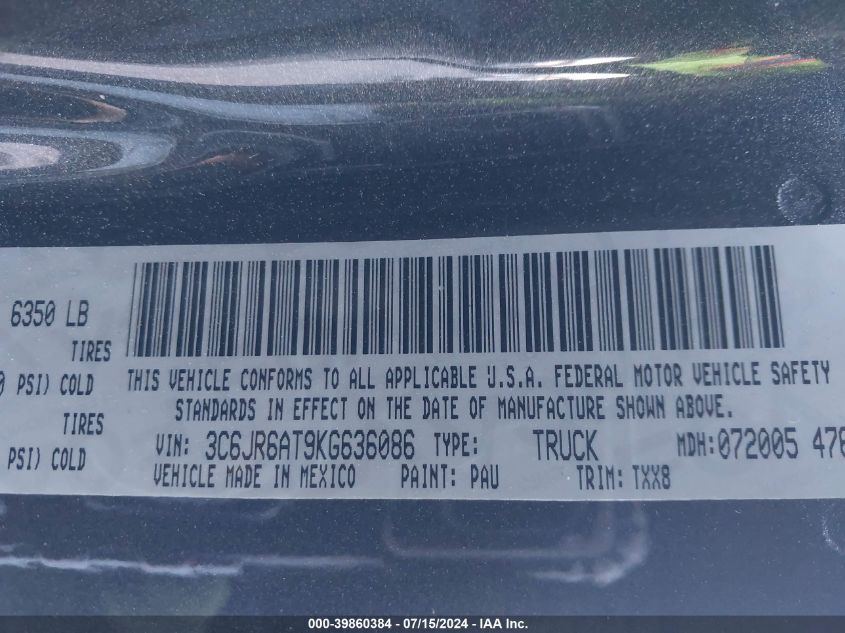 6350 LB
TIRES
0 PSI) COLD
TIRES
PSI) COLD
THIS VEHICLE CONFORMS TO ALL APPLICABLE U.S.A. FEDERAL MOTOR VEHICLE SAFETY
STANDARDS IN EFFECT ON THE DATE OF MANUFACTURE SHOWN ABOVE.
VIN: 3C6JR6AT9KG636086 TYPE: TRUCK MDH:072005 476
VEHICLE MADE IN MEXICO PAINT: PAU TRIM: TXX8
000-39860384 - 07/15/2024 - IAA Inc.